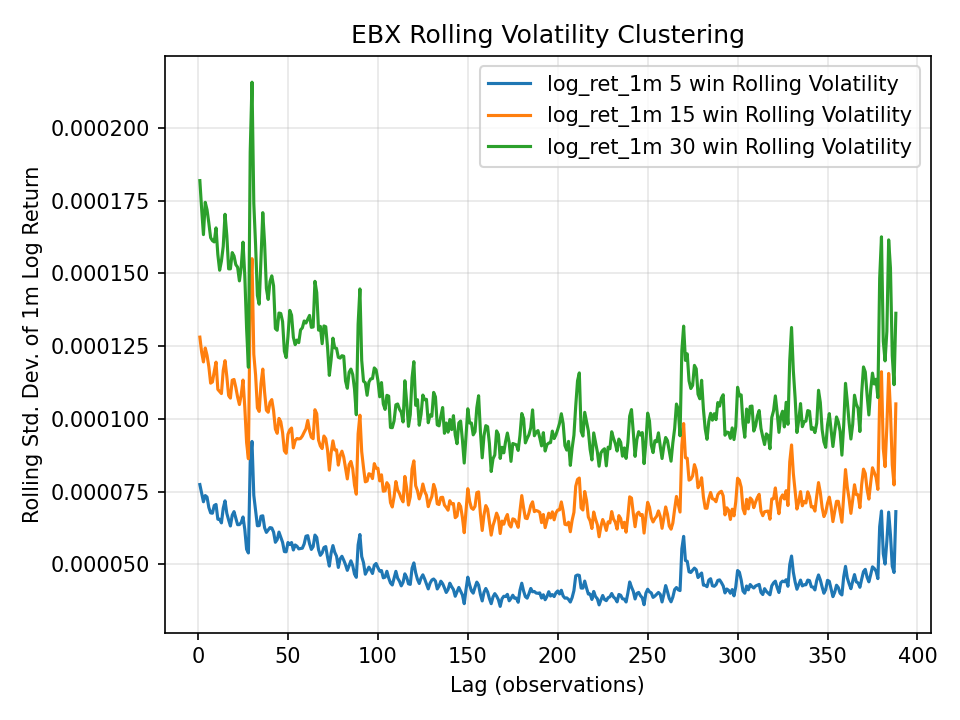 EBX Rolling Volatility Clustering
log_ret_1m 5 win Rolling Volatility
log_ret_1m 15 win Rolling Volatility
log_ret_1m 30 win Rolling Volatility
Rolling Std. Dev. of 1m Log Return
0.000200
0.000175
0.000150
0.000125
0.000100
0.000075
0.000050
0 50 100 150 200 250 300 350 400
Lag (observations)